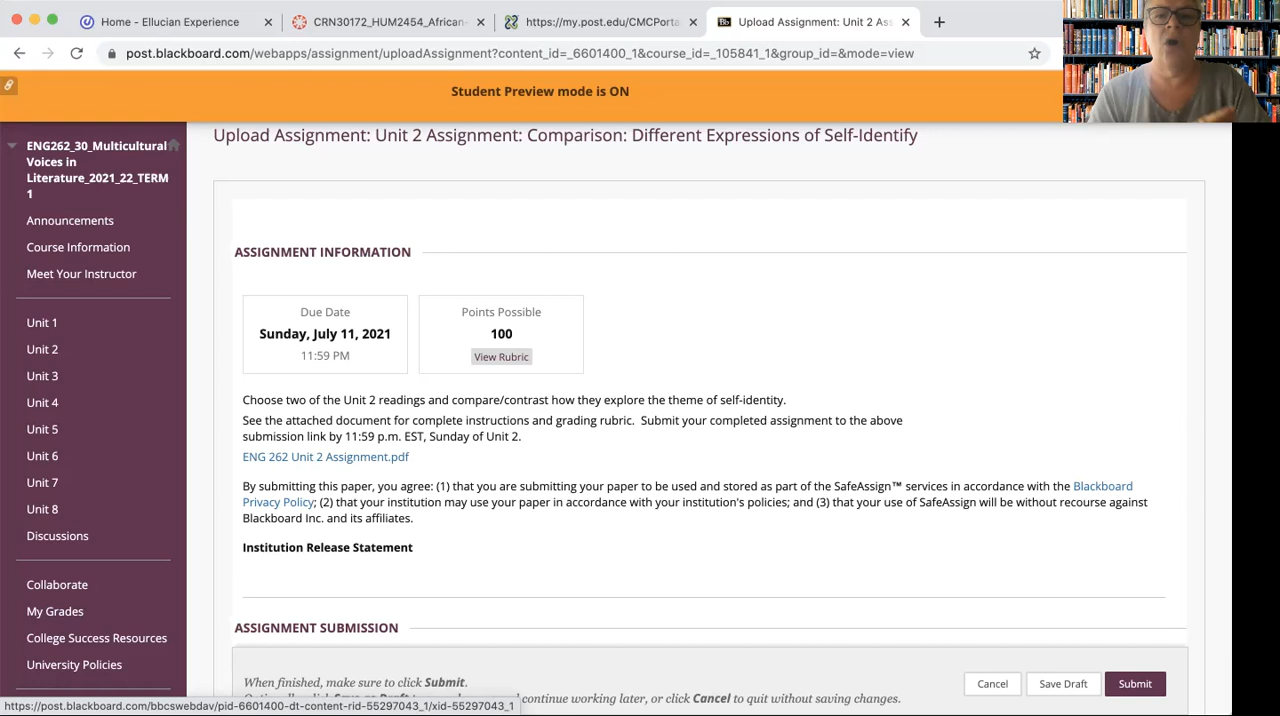 Home - Ellucian Experience
CRN30172_HUM2454_African-
https://my.post.edu/CMCPorta
Upload Assignment: Unit 2 Ass
post.blackboard.com/webapps/assignment/uploadAssignment?content_id=_6601400_1&course_id=_105841_1&group_id=&mode=view
Student Preview mode is ON
ENG262_30_Multicultural
Voices in
Literature_2021_22_TERM
1
Announcements
Course Information
Meet Your Instructor
Unit 1
Unit 2
Unit 3
Unit 4
Unit 5
Unit 6
Unit 7
Unit 8
Discussions
Collaborate
My Grades
College Success Resources
University Policies
Upload Assignment: Unit 2 Assignment: Comparison: Different Expressions of Self-Identify
ASSIGNMENT INFORMATION
Due Date
Sunday, July 11, 2021
11:59 PM
Points Possible
100
View Rubric
Choose two of the Unit 2 readings and compare/contrast how they explore the theme of self-identity.
See the attached document for complete instructions and grading rubric. Submit your completed assignment to the above
submission link by 11:59 p.m. EST, Sunday of Unit 2.
ENG 262 Unit 2 Assignment.pdf
By submitting this paper, you agree: (1) that you are submitting your paper to be used and stored as part of the SafeAssign™ services in accordance with the Blackboard
Privacy Policy; (2) that your institution may use your paper in accordance with your institution's policies; and (3) that your use of SafeAssign will be without recourse against
Blackboard Inc. and its affiliates.
Institution Release Statement
ASSIGNMENT SUBMISSION
When finished, make sure to click Submit.
continue working later, or click Cancel to quit without saving changes.
Cancel
Save Draft
Submit
https://post.blackboard.com/bbcswebdav/pid-6601400-dt-content-rid-55297043_1/xid-55297043_1